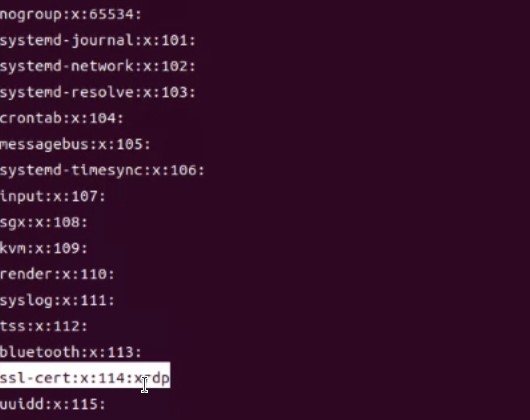 nogroup:x:65534:
systemd-journal:x:101:
systemd-network:x:102:
systemd-resolve:x:103:
crontab:x:104:
messagebus:x:105:
systemd-timesync:x:106:
input:x:107:
sgx:x:108:
kvm:x:109:
render:x:110:
syslog:x:111:
tss:x:112:
bluetooth:x:113:
ssl-cert:x:114:xrdp
uuidd:x:115: